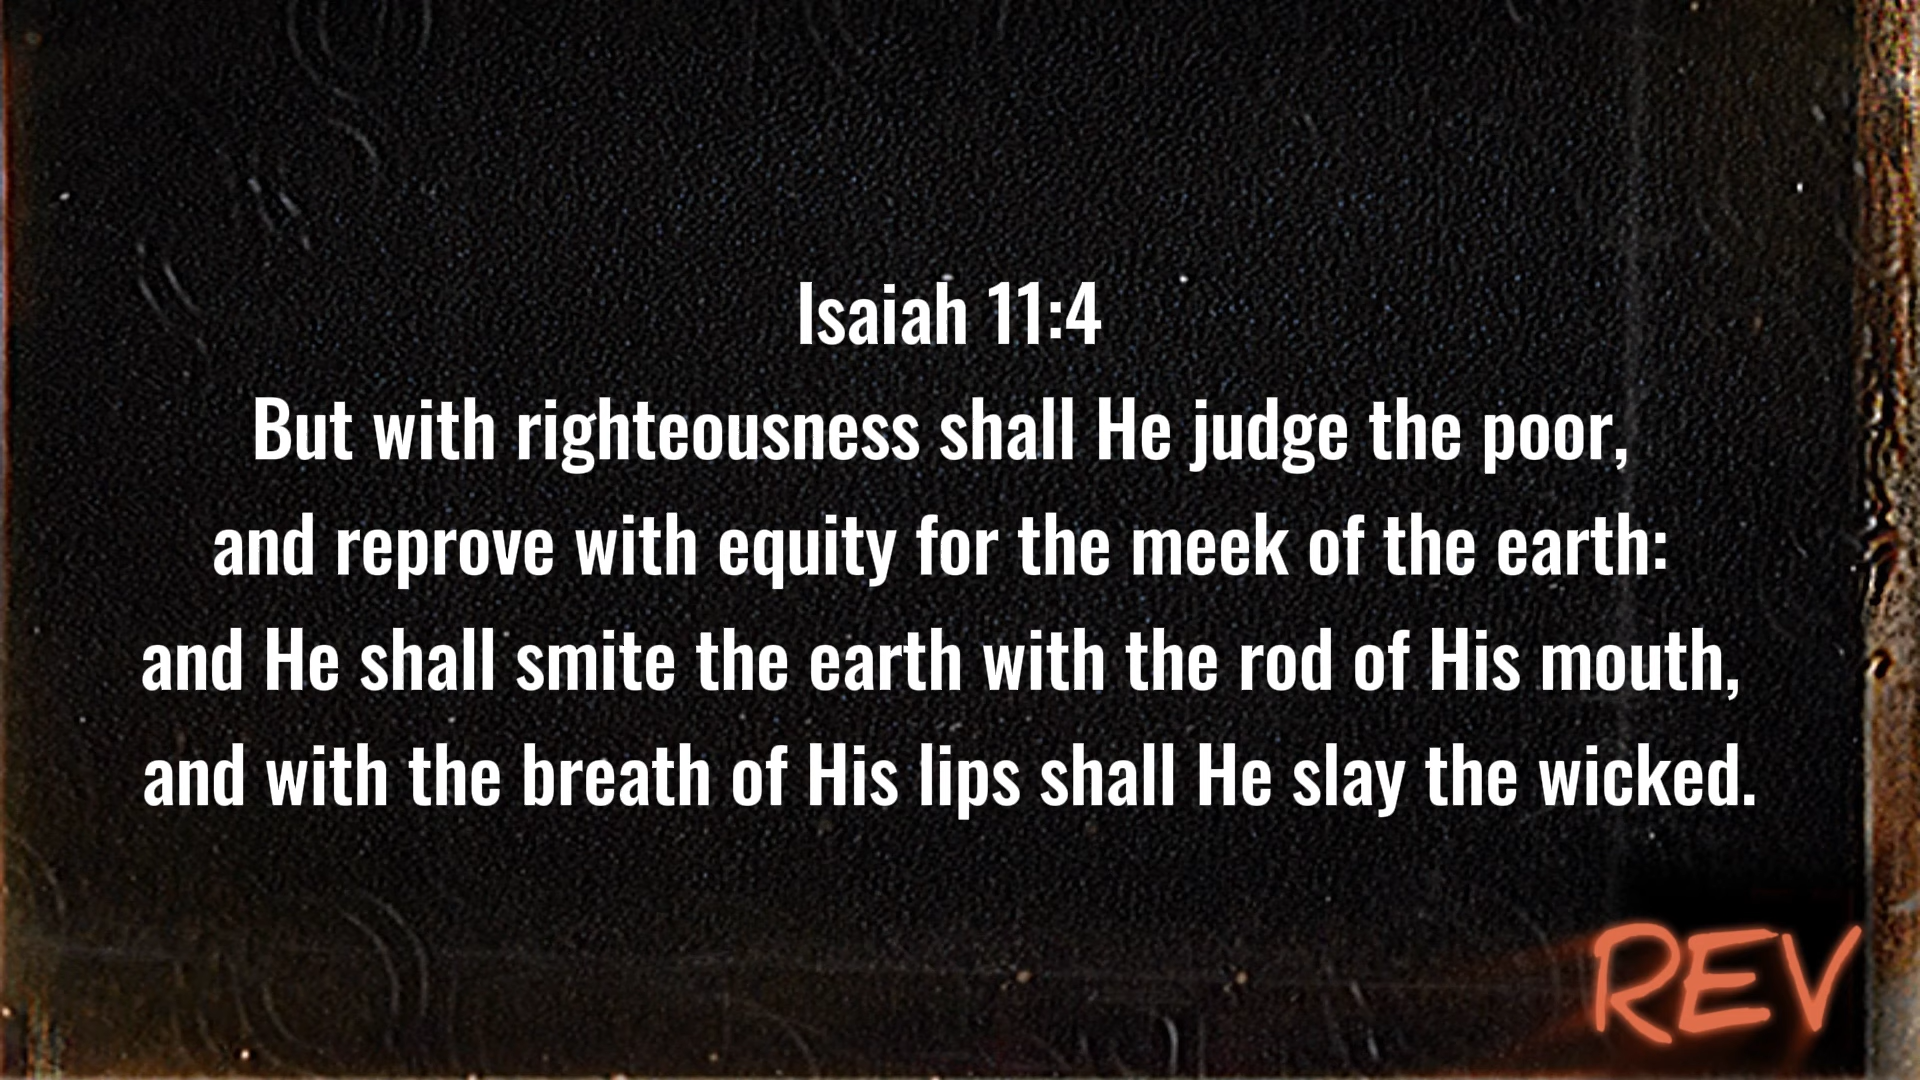 Isaiah 11:4
But with righteousness shall He judge the poor,
and reprove with equity for the meek of the earth:
and He shall smite the earth with the rod of His mouth,
and with the breath of His lips shall He slay the wicked.
REV